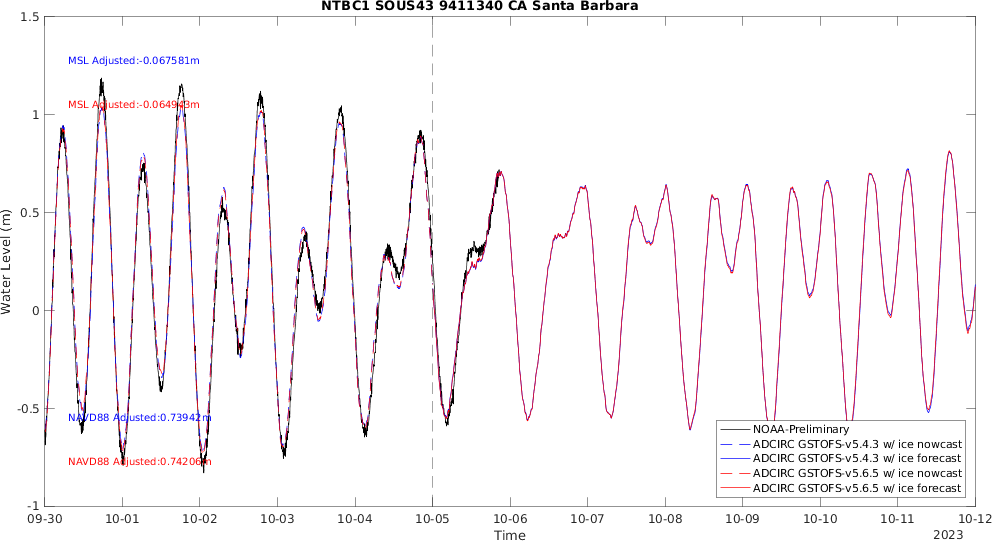 NTBC1 SOUS43 9411340 CA Santa Barbara
1.5
1
0.5
0
-0.5
-1
Water Level (m)
MSL Adjusted:-0.067581m
MSL Adjusted:-0.064943m
NAVD88 Adjusted:0.73942m
NAVD88 Adjusted:0.74206m
NOAA-Preliminary
ADCIRC GSTOFS-v5.4.3 w/ ice nowcast
ADCIRC GSTOFS-v5.4.3 w/ ice forecast
ADCIRC GSTOFS-v5.6.5 w/ ice nowcast
ADCIRC GSTOFS-v5.6.5 w/ ice forecast
09-30 10-01 10-02 10-03 10-04 10-05 10-06 10-07 10-08 10-09 10-10 10-11 10-12
Time
2023